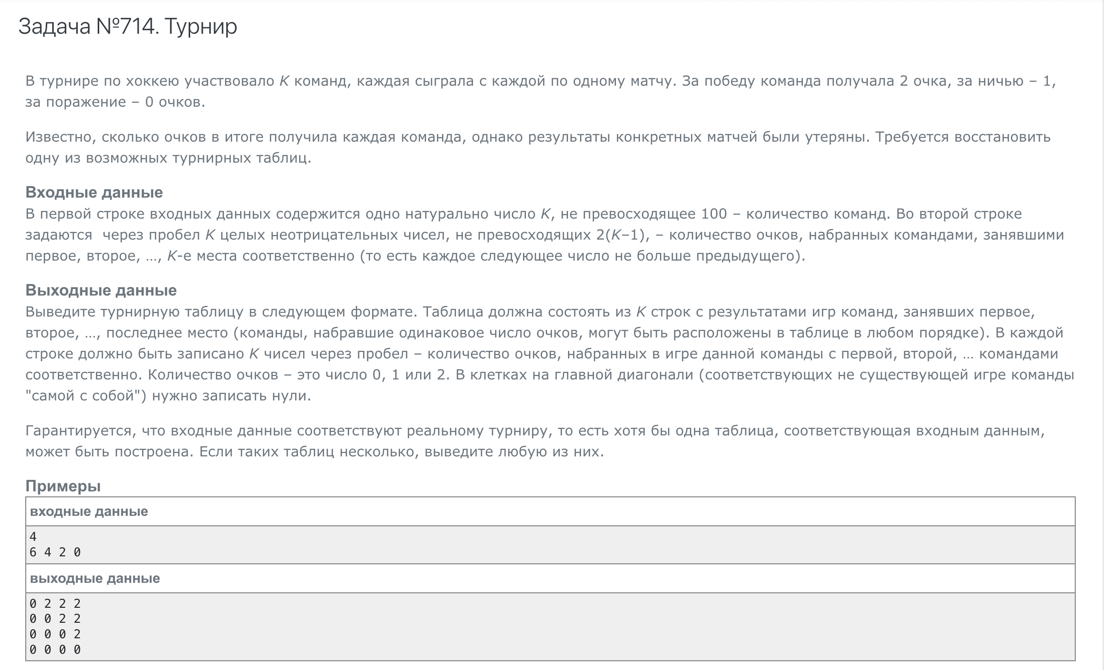 Задача №714. Турнир
В турнире по хоккею участвовало K команд, каждая сыграла с каждой по одному матчу. За победу команда получала 2 очка, за ничью – 1,
за поражение – 0 очков.
Известно, сколько очков в итоге получила каждая команда, однако результаты конкретных матчей были утеряны. Требуется восстановить
одну из возможных турнирных таблиц.
Входные данные
В первой строке входных данных содержится одно натурально число K, не превосходящее 100 – количество команд. Во второй строке
задаются через пробел K целых неотрицательных чисел, не превосходящих 2(K–1), – количество очков, набранных командами, занявшими
первое, второе, …, K-е места соответственно (то есть каждое следующее число не больше предыдущего).
Выходные данные
Выведите турнирную таблицу в следующем формате. Таблица должна состоять из K строк с результатами игр команд, занявших первое,
второе, …, последнее место (команды, набравшие одинаковое число очков, могут быть расположены в таблице в любом порядке). В каждой
строке должно быть записано K чисел через пробел – количество очков, набранных в игре данной команды с первой, второй, … командами
соответственно. Количество очков – это число 0, 1 или 2. В клетках на главной диагонали (соответствующих не существующей игре команды
"самой с собой") нужно записать нули.
Гарантируется, что входные данные соответствуют реальному турниру, то есть хотя бы одна таблица, соответствующая входным данным,
может быть построена. Если таких таблиц несколько, выведите любую из них.
Примеры
входные данные
4
6 4 2 0
выходные данные
0 2 2 2
0 0 2 2
0 0 0 2
0 0 0 0